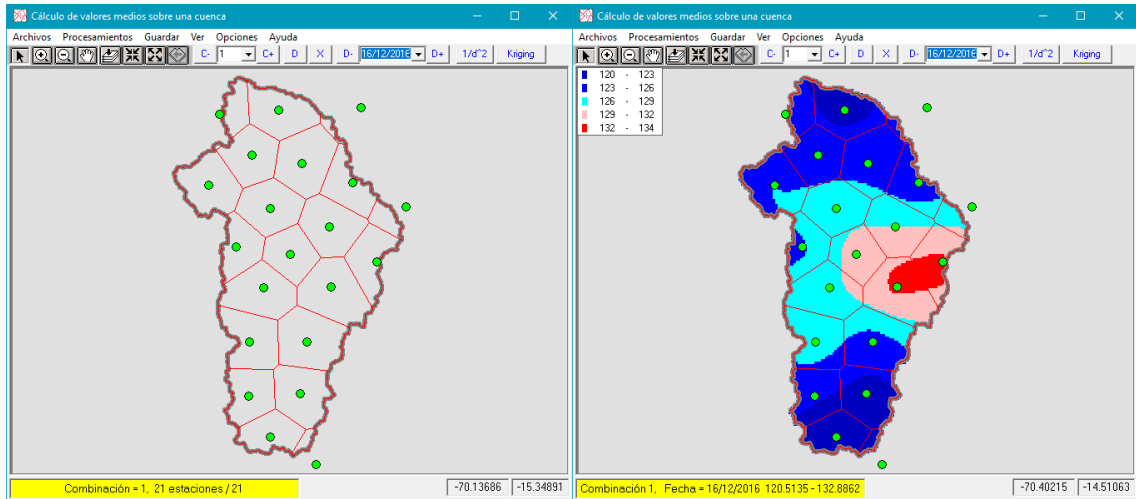 Cálculo de valores medios sobre una cuenca
Archivos Procesamientos Guardar Ver Opciones Ayuda
C- 1 C+ D X D- 16/12/2016 D+ 1/d^2 Kriging
Combinación = 1, 21 estaciones / 21 -70.13686 -15.34891
Cálculo de valores medios sobre una cuenca
Archivos Procesamientos Guardar Ver Opciones Ayuda
C- 1 C+ D X D- 16/12/2016 D+ 1/d^2 Kriging
120 - 123
123 - 126
126 - 129
129 - 132
132 - 134
Combinación 1, Fecha = 16/12/2016 120.5135 - 132.8862 -70.40215 -14.51063